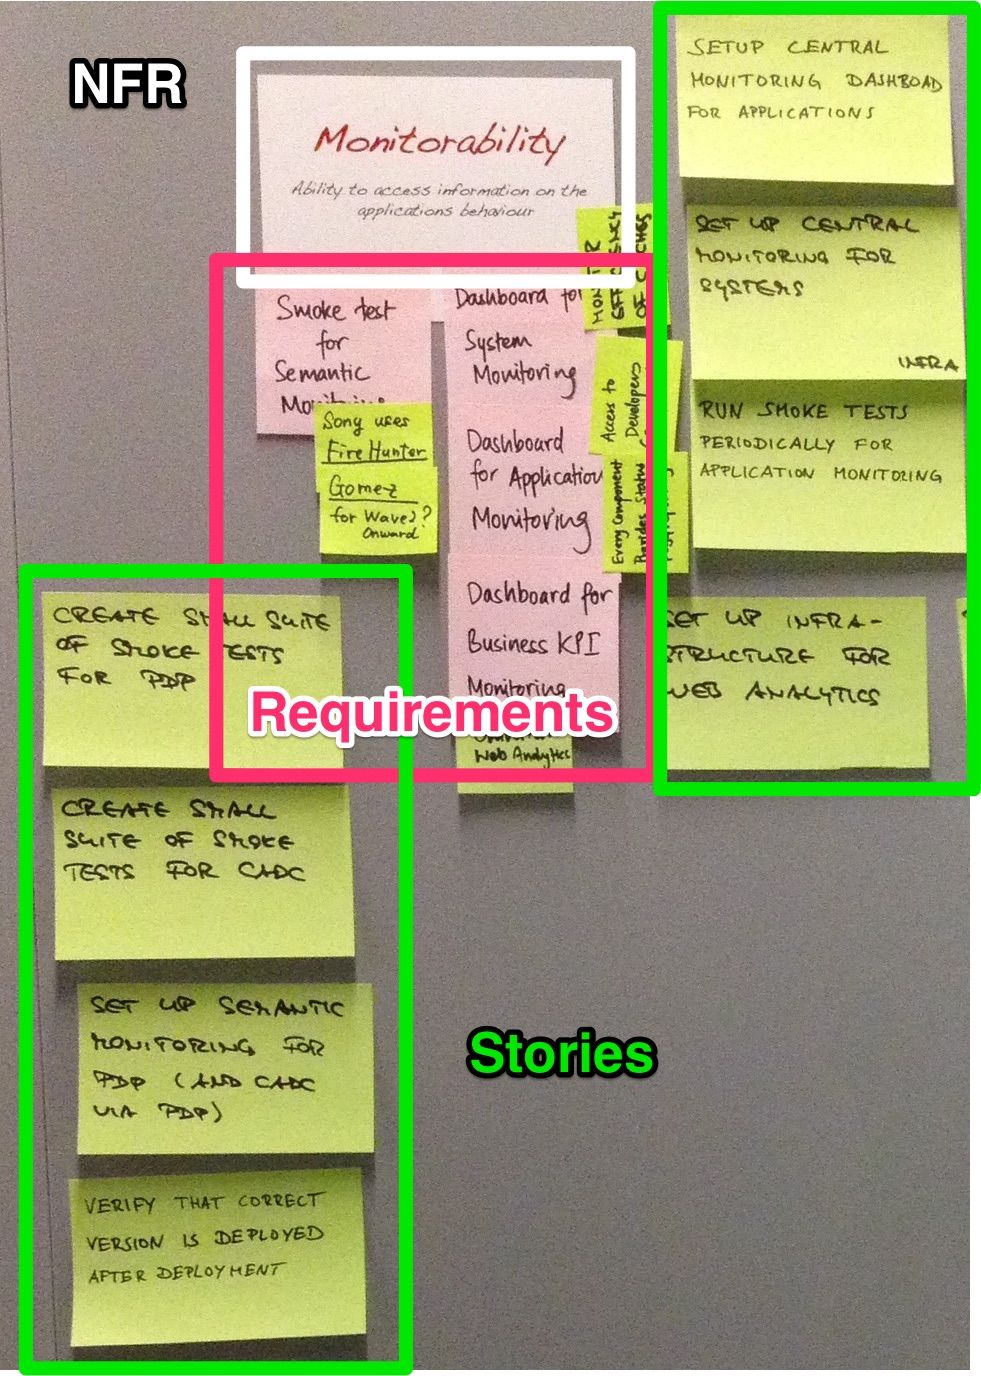 NFR
Monitorability
Ability to access information on the
applications behaviour
Smoke test
for
Semantic
Song uses
Fire Hunter
Gomez
for Wave2?
Onward
Dashboard for
System
Monitoring
Dashboard
for Application
Monitoring
Dashboard for
Business KPI
Monitoring
Web Analytics
MONITOR
EFFICIENCY
OF CACHES
Access to
Developers
Every Component
Status
Requirements
SETUP CENTRAL
MONITORING DASHBOAD
FOR APPLICATIONS
SET UP CENTRAL
MONITORING FOR
SYSTEMS
INFRA
RUN SMOKE TESTS
PERIODICALLY FOR
APPLICATION MONITORING
SET UP INFRA-
STRUCTURE FOR
WEB ANALYTICS
CREATE SMALL SUITE
OF SMOKE TESTS
FOR PDP
CREATE SMALL
SUITE OF SMOKE
TESTS FOR CADC
SET UP SEMANTIC
MONITORING FOR
PDP (AND CADC
VIA PDP)
VERIFY THAT CORRECT
VERSION IS DEPLOYED
AFTER DEPLOYMENT
Stories